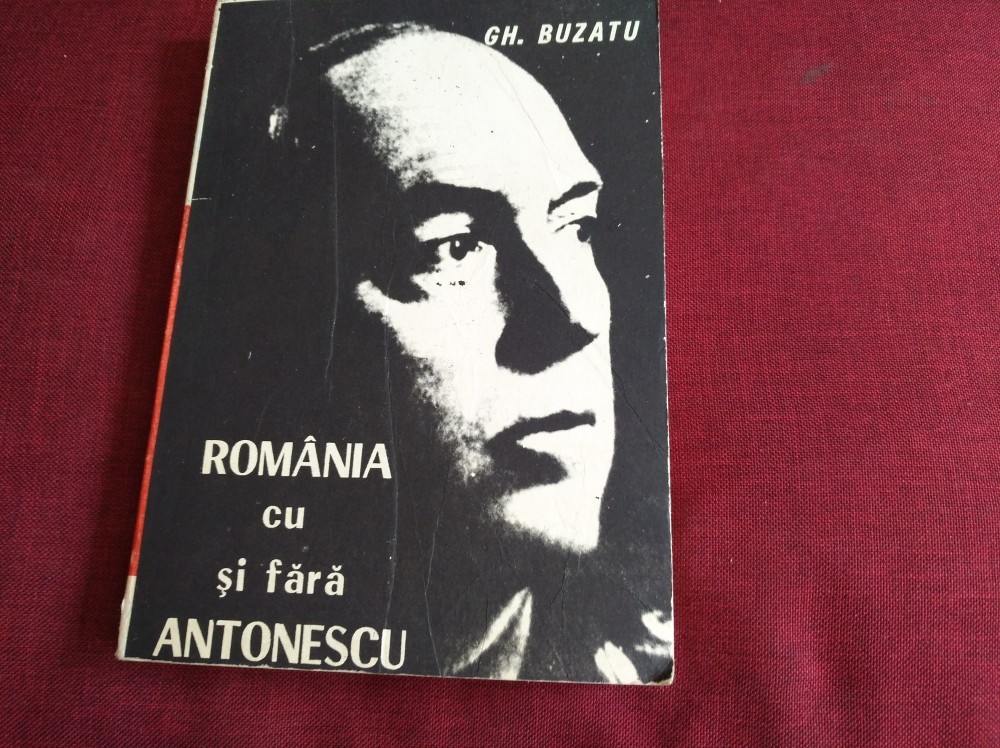 GH. BUZATU
ROMÂNIA
cu
şi fără
ANTONESCU